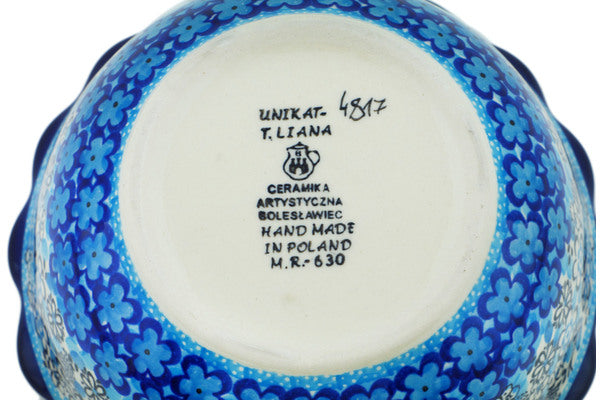 UNIKAT- 4817
T. LIANA
CERAMIKA
ARTYSTYCZNA
BOLESŁAWIEC
HAND MADE
IN POLAND
M.R.-630